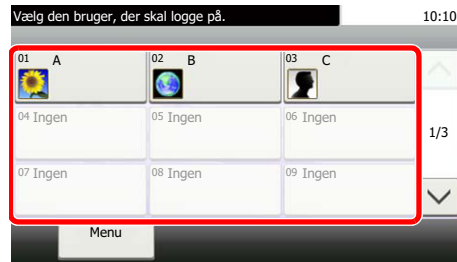 Vælg den bruger, der skal logge på. 10:10
01 A 02 B 03 C
04 Ingen 05 Ingen 06 Ingen
1/3
07 Ingen 08 Ingen 09 Ingen
Menu